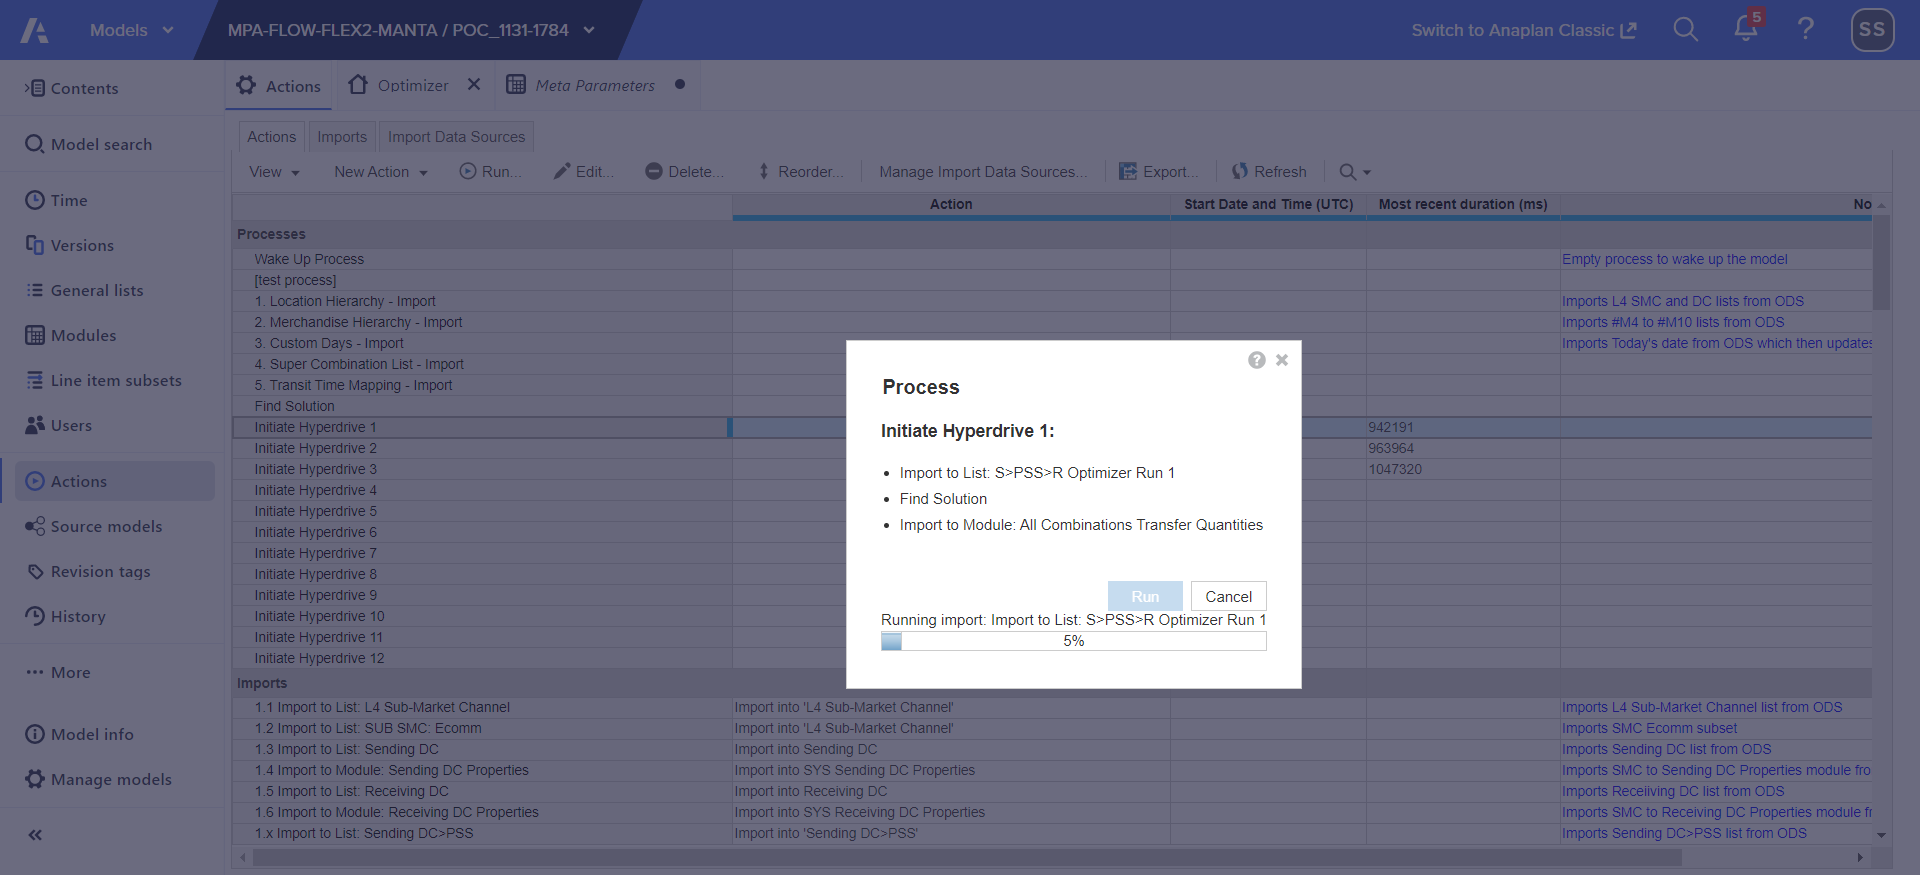 Models
MPA-FLOW-FLEX2-MANTA / POC_1131-1784
Switch to Anaplan Classic
5
?
SS
Contents
Model search
Time
Versions
General lists
Modules
Line item subsets
Users
Actions
Source models
Revision tags
History
More
Model info
Manage models
Actions
Optimizer
Meta Parameters
Actions
Imports
Import Data Sources
View
New Action
Run...
Edit...
Delete...
Reorder...
Manage Import Data Sources...
Export...
Refresh
Action
Start Date and Time (UTC)
Most recent duration (ms)
No
Processes
Wake Up Process
Empty process to wake up the model
[test process]
1. Location Hierarchy - Import
Imports L4 SMC and DC lists from ODS
2. Merchandise Hierarchy - Import
Imports #M4 to #M10 lists from ODS
3. Custom Days - Import
Imports Today's date from ODS which then updates
4. Super Combination List - Import
5. Transit Time Mapping - Import
Find Solution
Initiate Hyperdrive 1
942191
Initiate Hyperdrive 2
963964
Initiate Hyperdrive 3
1047320
Initiate Hyperdrive 4
Initiate Hyperdrive 5
Initiate Hyperdrive 6
Initiate Hyperdrive 7
Initiate Hyperdrive 8
Initiate Hyperdrive 9
Initiate Hyperdrive 10
Initiate Hyperdrive 11
Initiate Hyperdrive 12
Imports
1.1 Import to List: L4 Sub-Market Channel
Import into 'L4 Sub-Market Channel'
Imports L4 Sub-Market Channel list from ODS
1.2 Import to List: SUB SMC: Ecomm
Import into 'L4 Sub-Market Channel'
Imports SMC Ecomm subset
1.3 Import to List: Sending DC
Import into Sending DC
Imports Sending DC list from ODS
1.4 Import to Module: Sending DC Properties
Import into SYS Sending DC Properties
Imports SMC to Sending DC Properties module fro
1.5 Import to List: Receiving DC
Import into Receiving DC
Imports Receiiving DC list from ODS
1.6 Import to Module: Receiving DC Properties
Import into SYS Receiving DC Properties
Imports SMC to Receiving DC Properties module fr
1.x Import to List: Sending DC>PSS
Import into 'Sending DC>PSS'
Imports Sending DC>PSS list from ODS
?
Process
Initiate Hyperdrive 1:
• Import to List: S>PSS>R Optimizer Run 1
• Find Solution
• Import to Module: All Combinations Transfer Quantities
Run
Cancel
Running import: Import to List: S>PSS>R Optimizer Run 1
5%